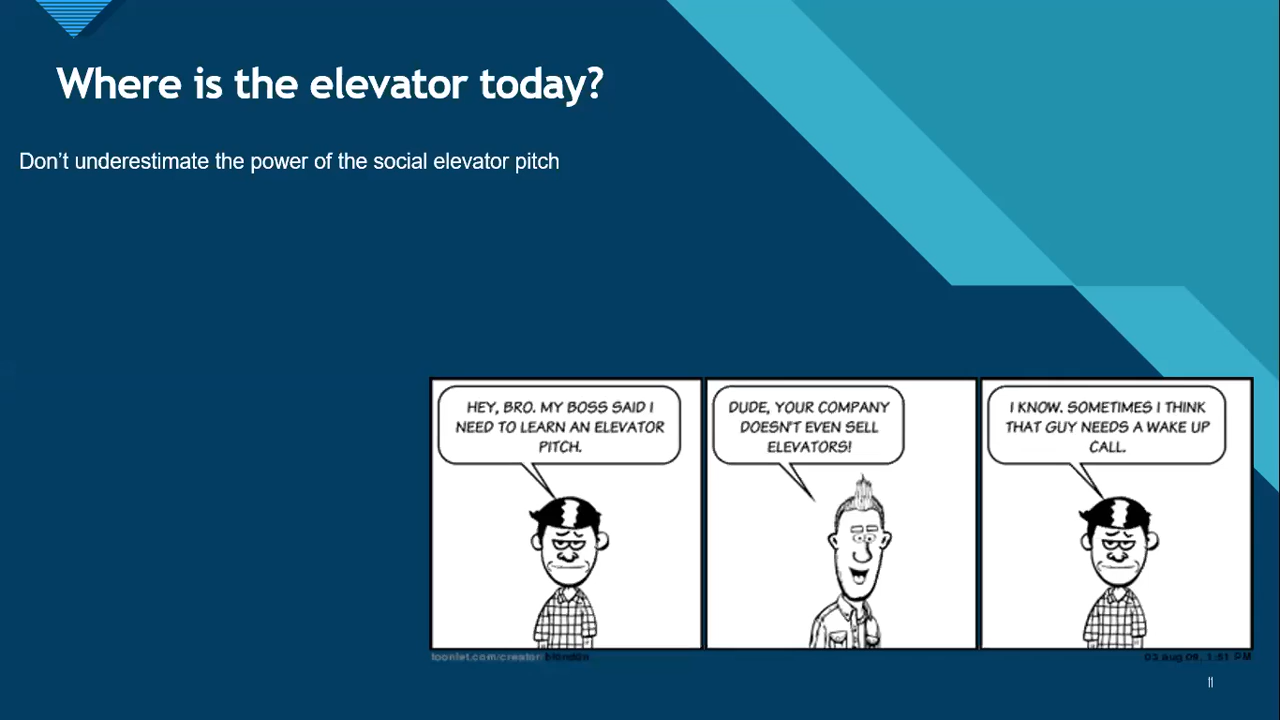 Where is the elevator today?
Don't underestimate the power of the social elevator pitch
HEY, BRO. MY BOSS SAID I
NEED TO LEARN AN ELEVATOR
PITCH.
DUDE, YOUR COMPANY
DOESN'T EVEN SELL
ELEVATORS!
I KNOW. SOMETIMES I THINK
THAT GUY NEEDS A WAKE UP
CALL.
toonlet.com/creator/
11